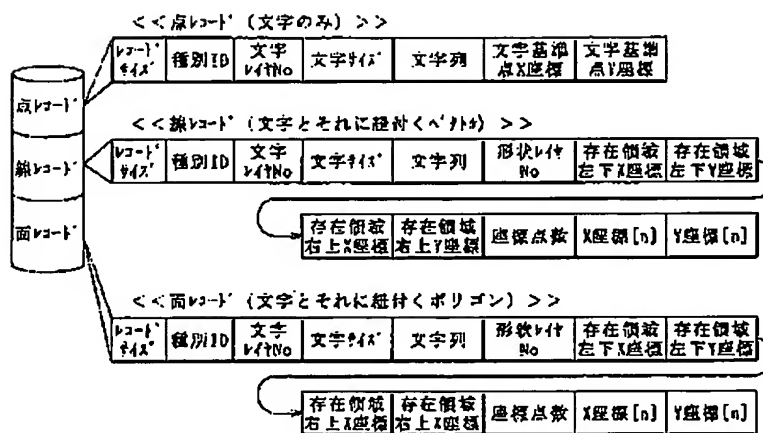 <<点レコード(文字のみ)>>
レコードサイズ 種別ID 文字レイヤNo 文字サイズ 文字列 文字基準点X座標 文字基準点Y座標
点レコード
<<線レコード(文字とそれに紐付くベクトル)>>
レコードサイズ 種別ID 文字レイヤNo 文字サイズ 文字列 形状レイヤNo 存在領域左下X座標 存在領域左下Y座標
線レコード
存在領域右上X座標 存在領域右上Y座標 座標点数 X座標[n] Y座標[n]
面レコード
<<面レコード(文字とそれに紐付くポリゴン)>>
レコードサイズ 種別ID 文字レイヤNo 文字サイズ 文字列 形状レイヤNo 存在領域左下X座標 存在領域左下Y座標
存在領域右上X座標 存在領域右上X座標 座標点数 X座標[n] Y座標[n]